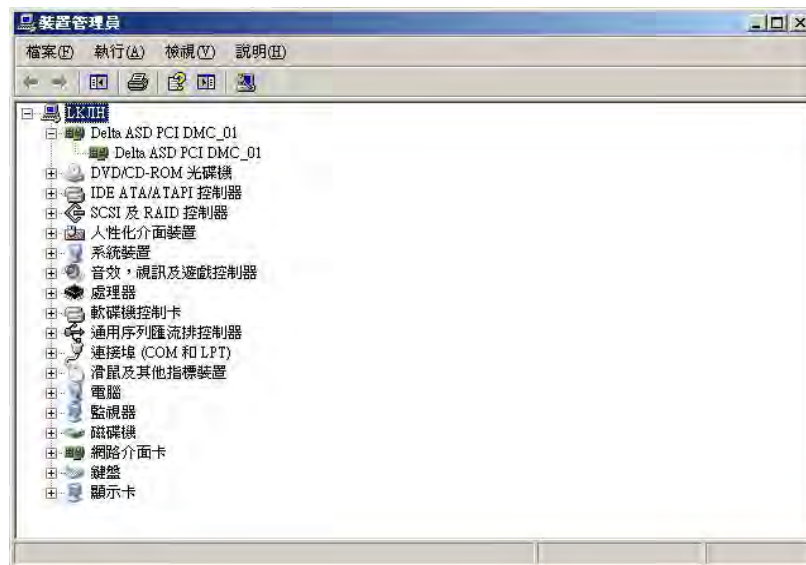 裝置管理員
檔案(F) 執行(A) 檢視(V) 說明(H)
LKJIH
Delta ASD PCI DMC_01
Delta ASD PCI DMC_01
DVD/CD-ROM 光碟機
IDE ATA/ATAPI 控制器
SCSI 及 RAID 控制器
人性化介面裝置
系統裝置
音效，視訊及遊戲控制器
處理器
軟碟機控制卡
通用序列匯流排控制器
連接埠 (COM 和 LPT)
滑鼠及其他指標裝置
電腦
監視器
磁碟機
網路介面卡
鍵盤
顯示卡